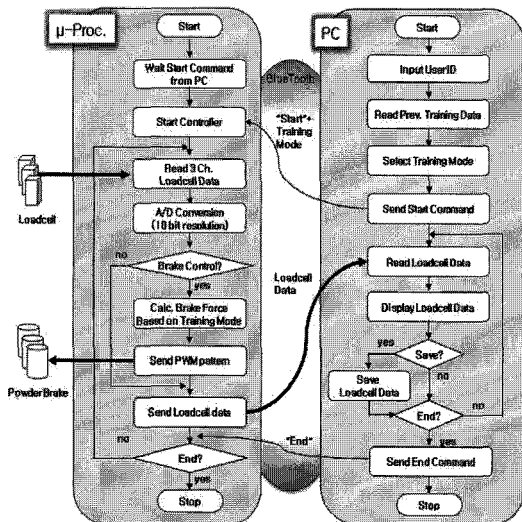 μ-Proc.
Start
Wait Start Command
from PC
Start Controller
Read 3 Ch.
Loadcell Data
A/D Conversion
(10 bit resolution)
no
Brake Control?
yes
Calc. Brake Force
Based on Training Mode
Send PWM pattern
Send Loadcell data
no
End?
yes
Stop
Loadcell
PowderBrake
BlueTooth
"Start"+
Training
Mode
Loadcell
Data
"End"
PC
Start
Input UserID
Read Prev. Training Data
Select Training Mode
Send Start Command
Read Loadcell Data
Display Loadcell Data
yes
Save?
no
Save
Loadcell Data
End?
no
yes
Send End Command
Stop